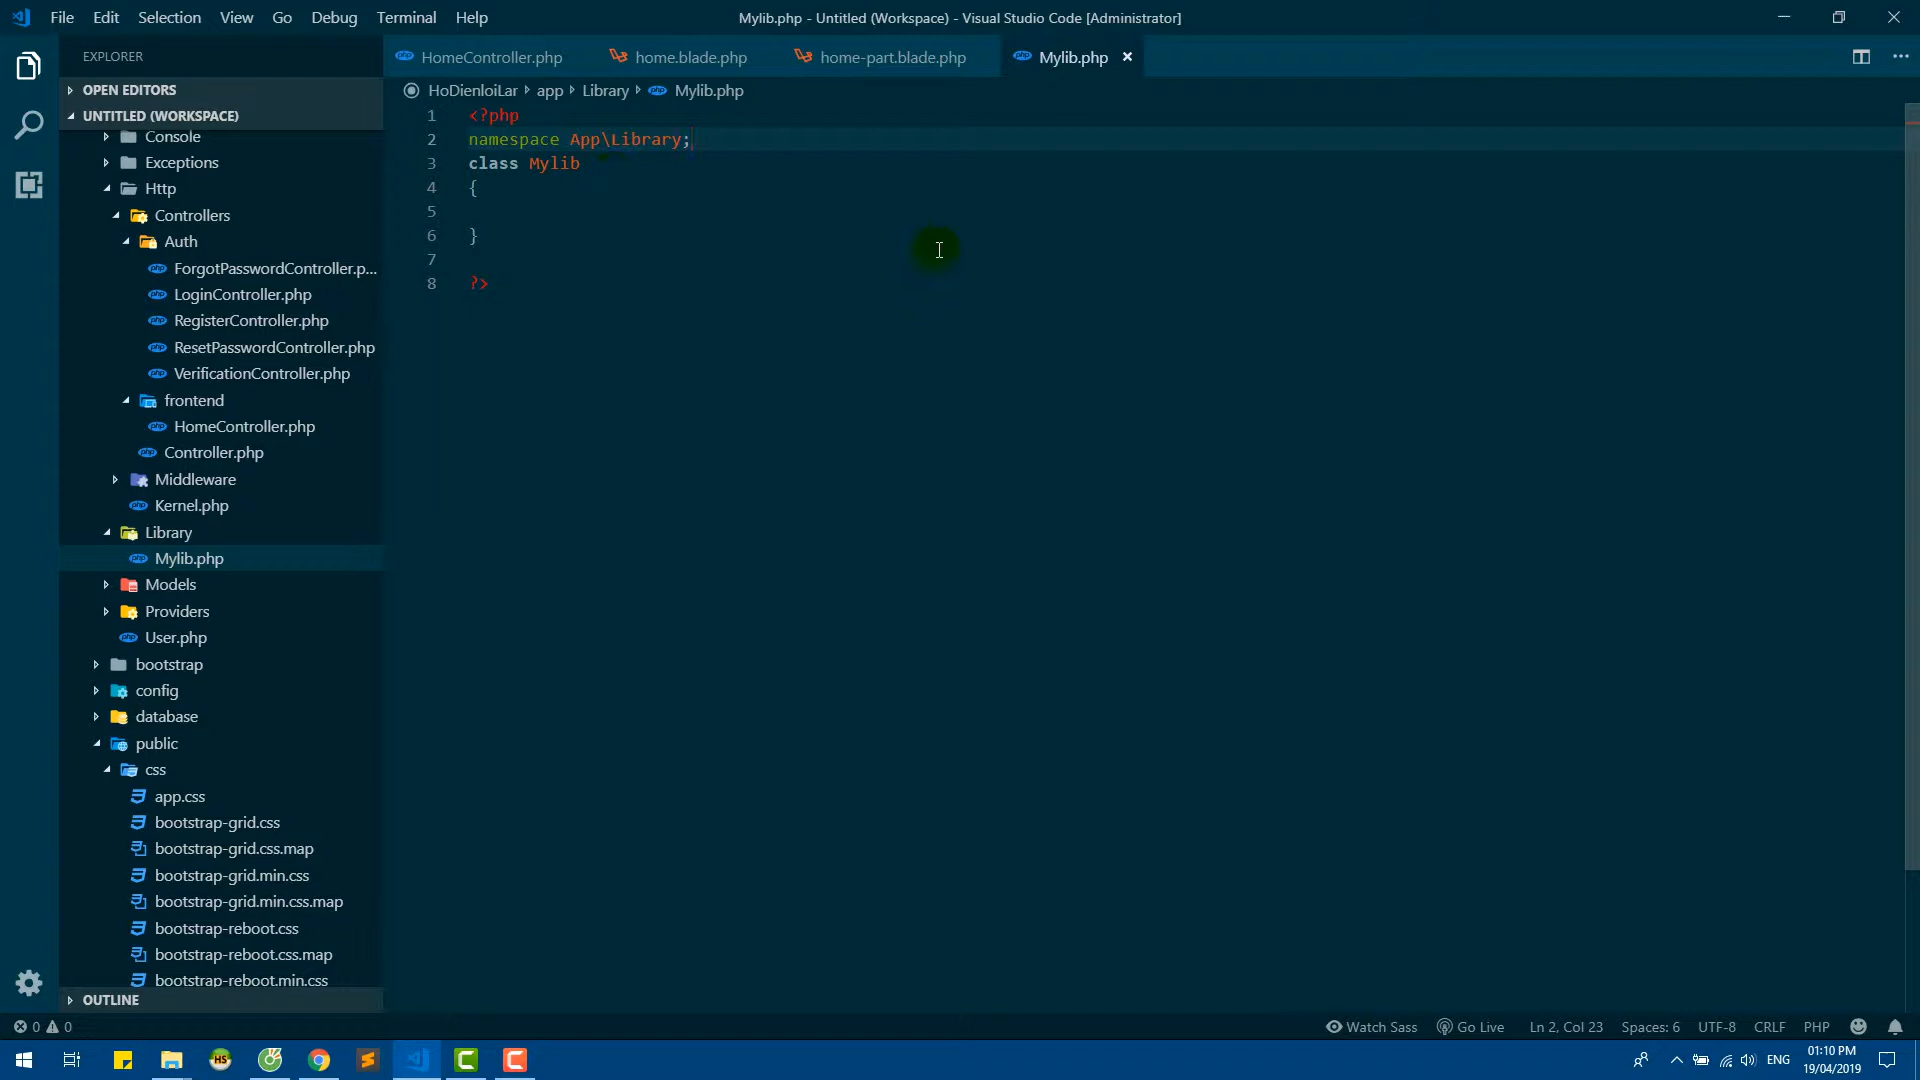 File Edit Selection View Go Debug Terminal Help
Mylib.php - Untitled (Workspace) - Visual Studio Code [Administrator]
EXPLORER
OPEN EDITORS
UNTITLED (WORKSPACE)
Console
Exceptions
Http
Controllers
Auth
ForgotPasswordController.p...
LoginController.php
RegisterController.php
ResetPasswordController.php
VerificationController.php
frontend
HomeController.php
Controller.php
Middleware
Kernel.php
Library
Mylib.php
Models
Providers
User.php
bootstrap
config
database
public
css
app.css
bootstrap-grid.css
bootstrap-grid.css.map
bootstrap-grid.min.css
bootstrap-grid.min.css.map
bootstrap-reboot.css
bootstrap-reboot.css.map
bootstrap-reboot.min.css
OUTLINE
HomeController.php home.blade.php home-part.blade.php Mylib.php
HoDienloiLar app Library Mylib.php
1 <?php
2 namespace App\Library;
3 class Mylib
4 {
5
6 }
7
8 ?>
0 0
Watch Sass Go Live Ln 2, Col 23 Spaces: 6 UTF-8 CRLF PHP
ENG
01:10 PM
19/04/2019